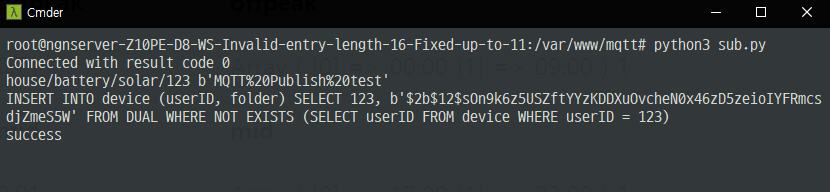 Cmder
root@ngnserver-Z10PE-D8-WS-Invalid-entry-length-16-Fixed-up-to-11:/var/www/mqtt# python3 sub.py
Connected with result code 0
house/battery/solar/123 b'MQTT%20Publish%20test'
INSERT INTO device (userID, folder) SELECT 123, b'$2b$12$sOn9k6z5USZftYYzKDDXuOvcheN0x46zD5zeioIYFRmcs
djZmeS5W' FROM DUAL WHERE NOT EXISTS (SELECT userID FROM device WHERE userID = 123)
success